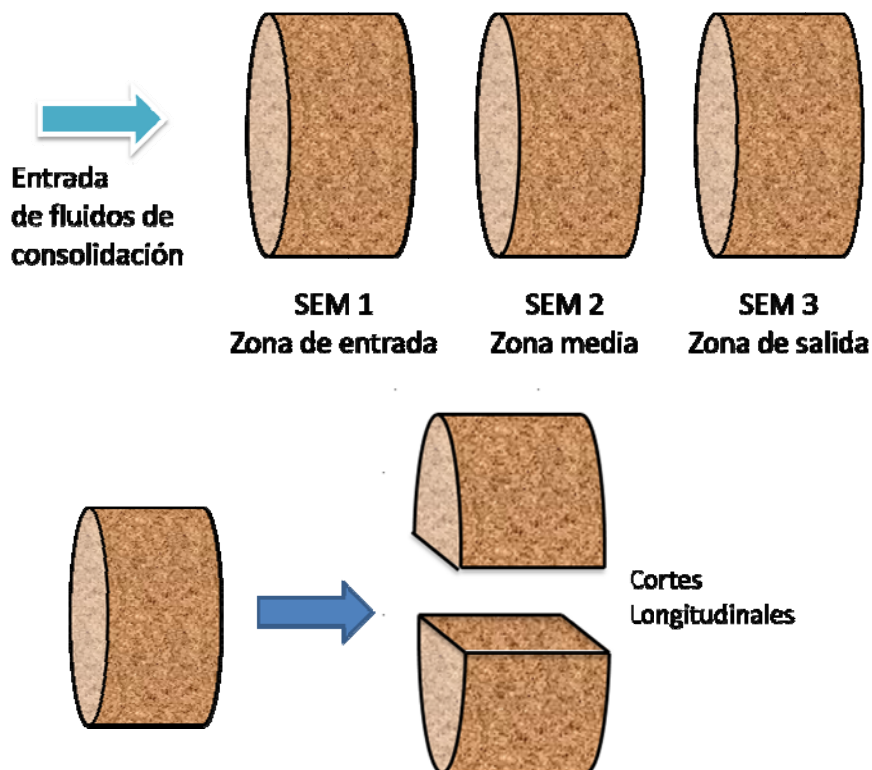 Entrada
de fluidos de
consolidación
SEM 1
Zona de entrada
SEM 2
Zona media
SEM 3
Zona de salida
Cortes
Longitudinales